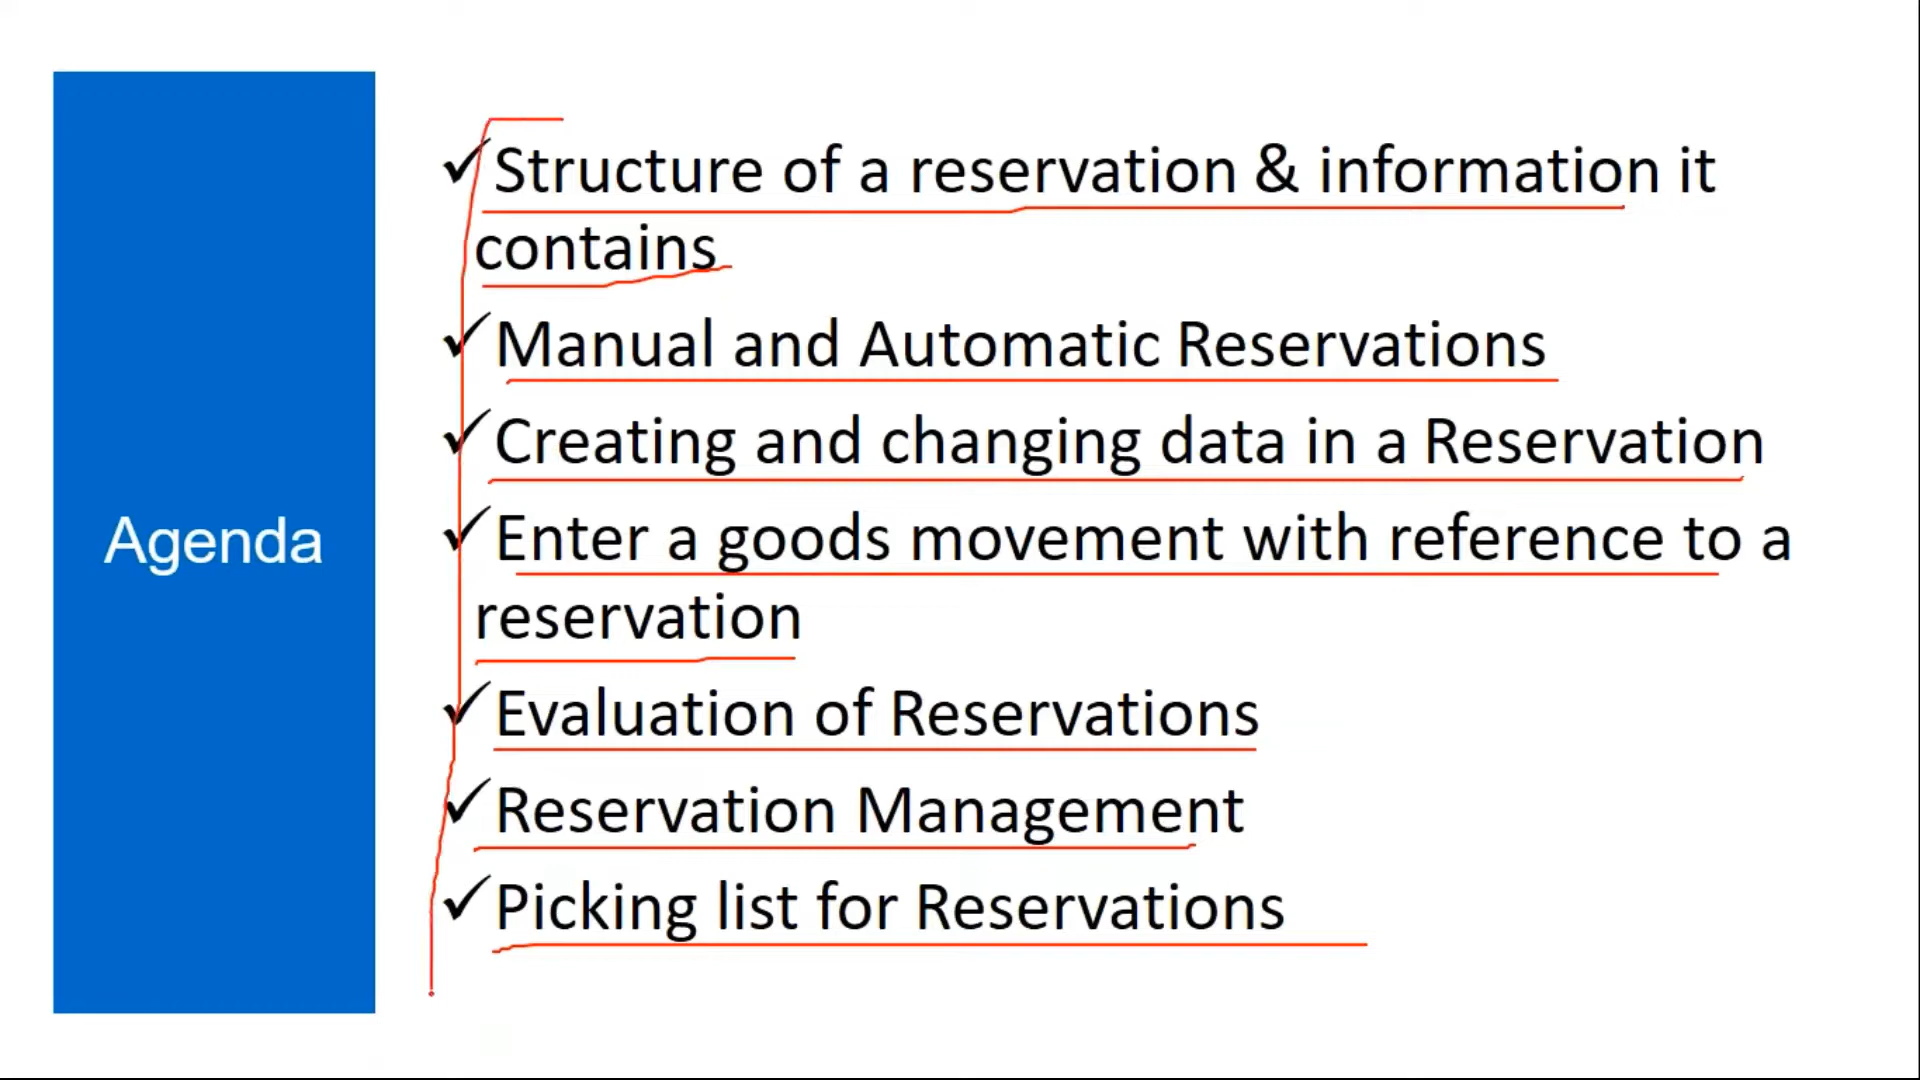 Agenda
Structure of a reservation & information it
contains
Manual and Automatic Reservations
Creating and changing data in a Reservation
Enter a goods movement with reference to a
reservation
Evaluation of Reservations
Reservation Management
Picking list for Reservations